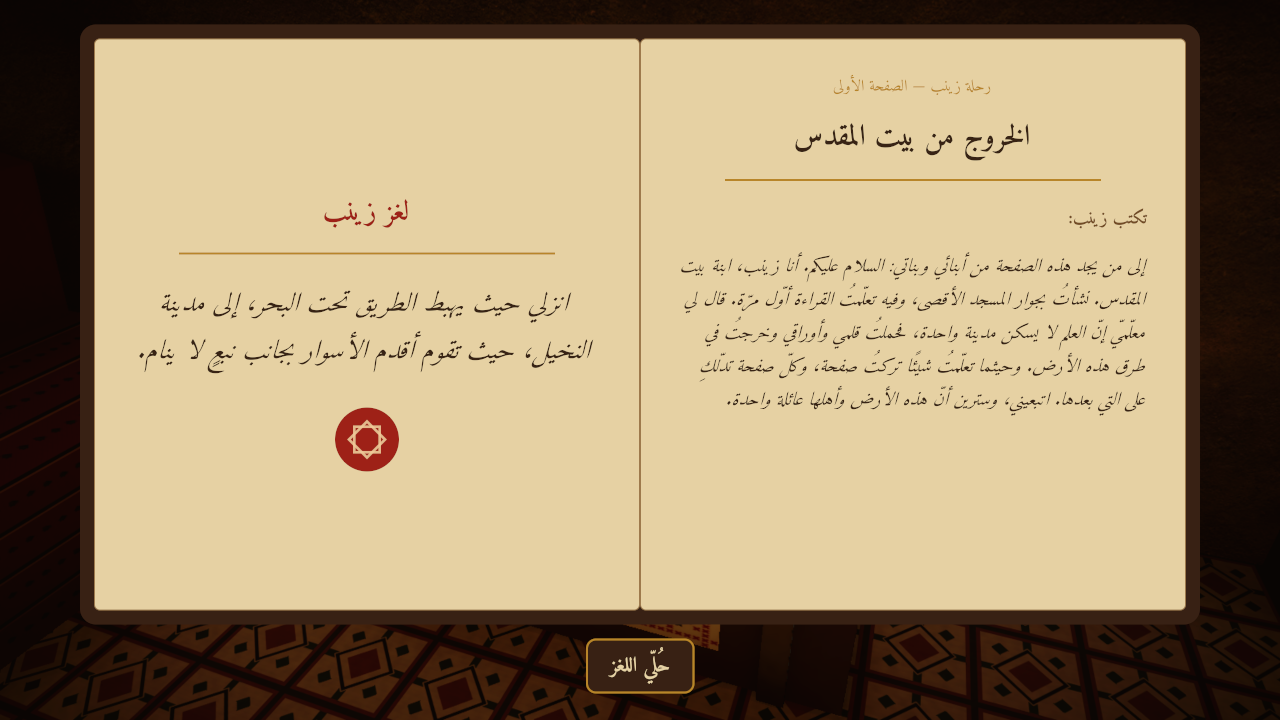 رحلة زينب — الصفحة الأولى
الخروج من بيت المقدس
تكتب زينب:
إلى من يجد هذه الصفحة من أبنائي وبناتي: السلام عليكم. أنا زينب، ابنة بيت
المقدس. نشأتُ بجوار المسجد الأقصى، وفيه تعلّمتُ القراءة أوّل مرّة. قال لي
معلّمي إنّ العلم لا يسكن مدينة واحدة، فحملتُ قلمي وأوراقي وخرجتُ في
طرق هذه الأرض. وحيثما تعلّمتُ شيئًا تركتُ صفحة، وكلّ صفحة تدلّكِ
على التي بعدها. اتبعيني، وسترين أنّ هذه الأرض وأهلها عائلة واحدة.
لغز زينب
انزلي حيث يهبط الطريق تحت البحر، إلى مدينة
النخيل، حيث تقوم أقدم الأسوار بجانب نبعٍ لا ينام.
حُلّي اللغز